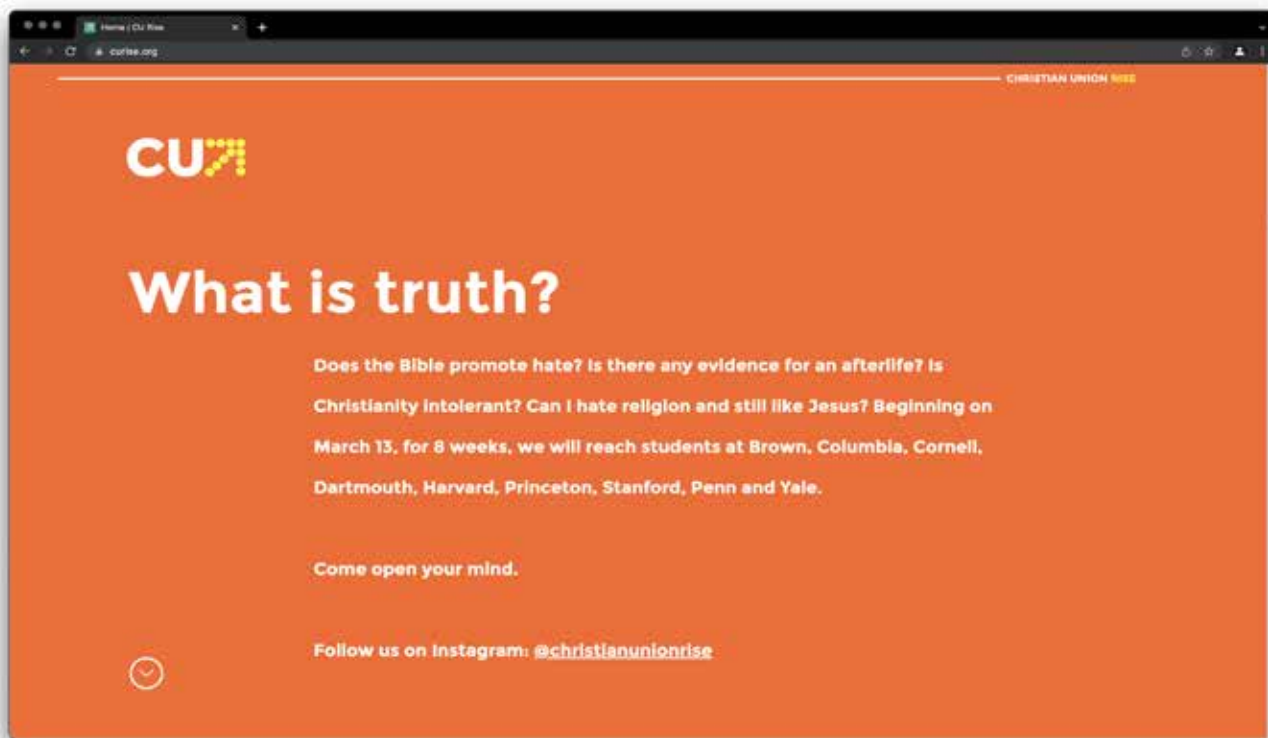 Home | CU Rise
curise.org
CHRISTIAN UNION RISE
CU
What is truth?
Does the Bible promote hate? Is there any evidence for an afterlife? Is
Christianity intolerant? Can I hate religion and still like Jesus? Beginning on
March 13, for 8 weeks, we will reach students at Brown, Columbia, Cornell,
Dartmouth, Harvard, Princeton, Stanford, Penn and Yale.
Come open your mind.
Follow us on Instagram: @christianunionrise